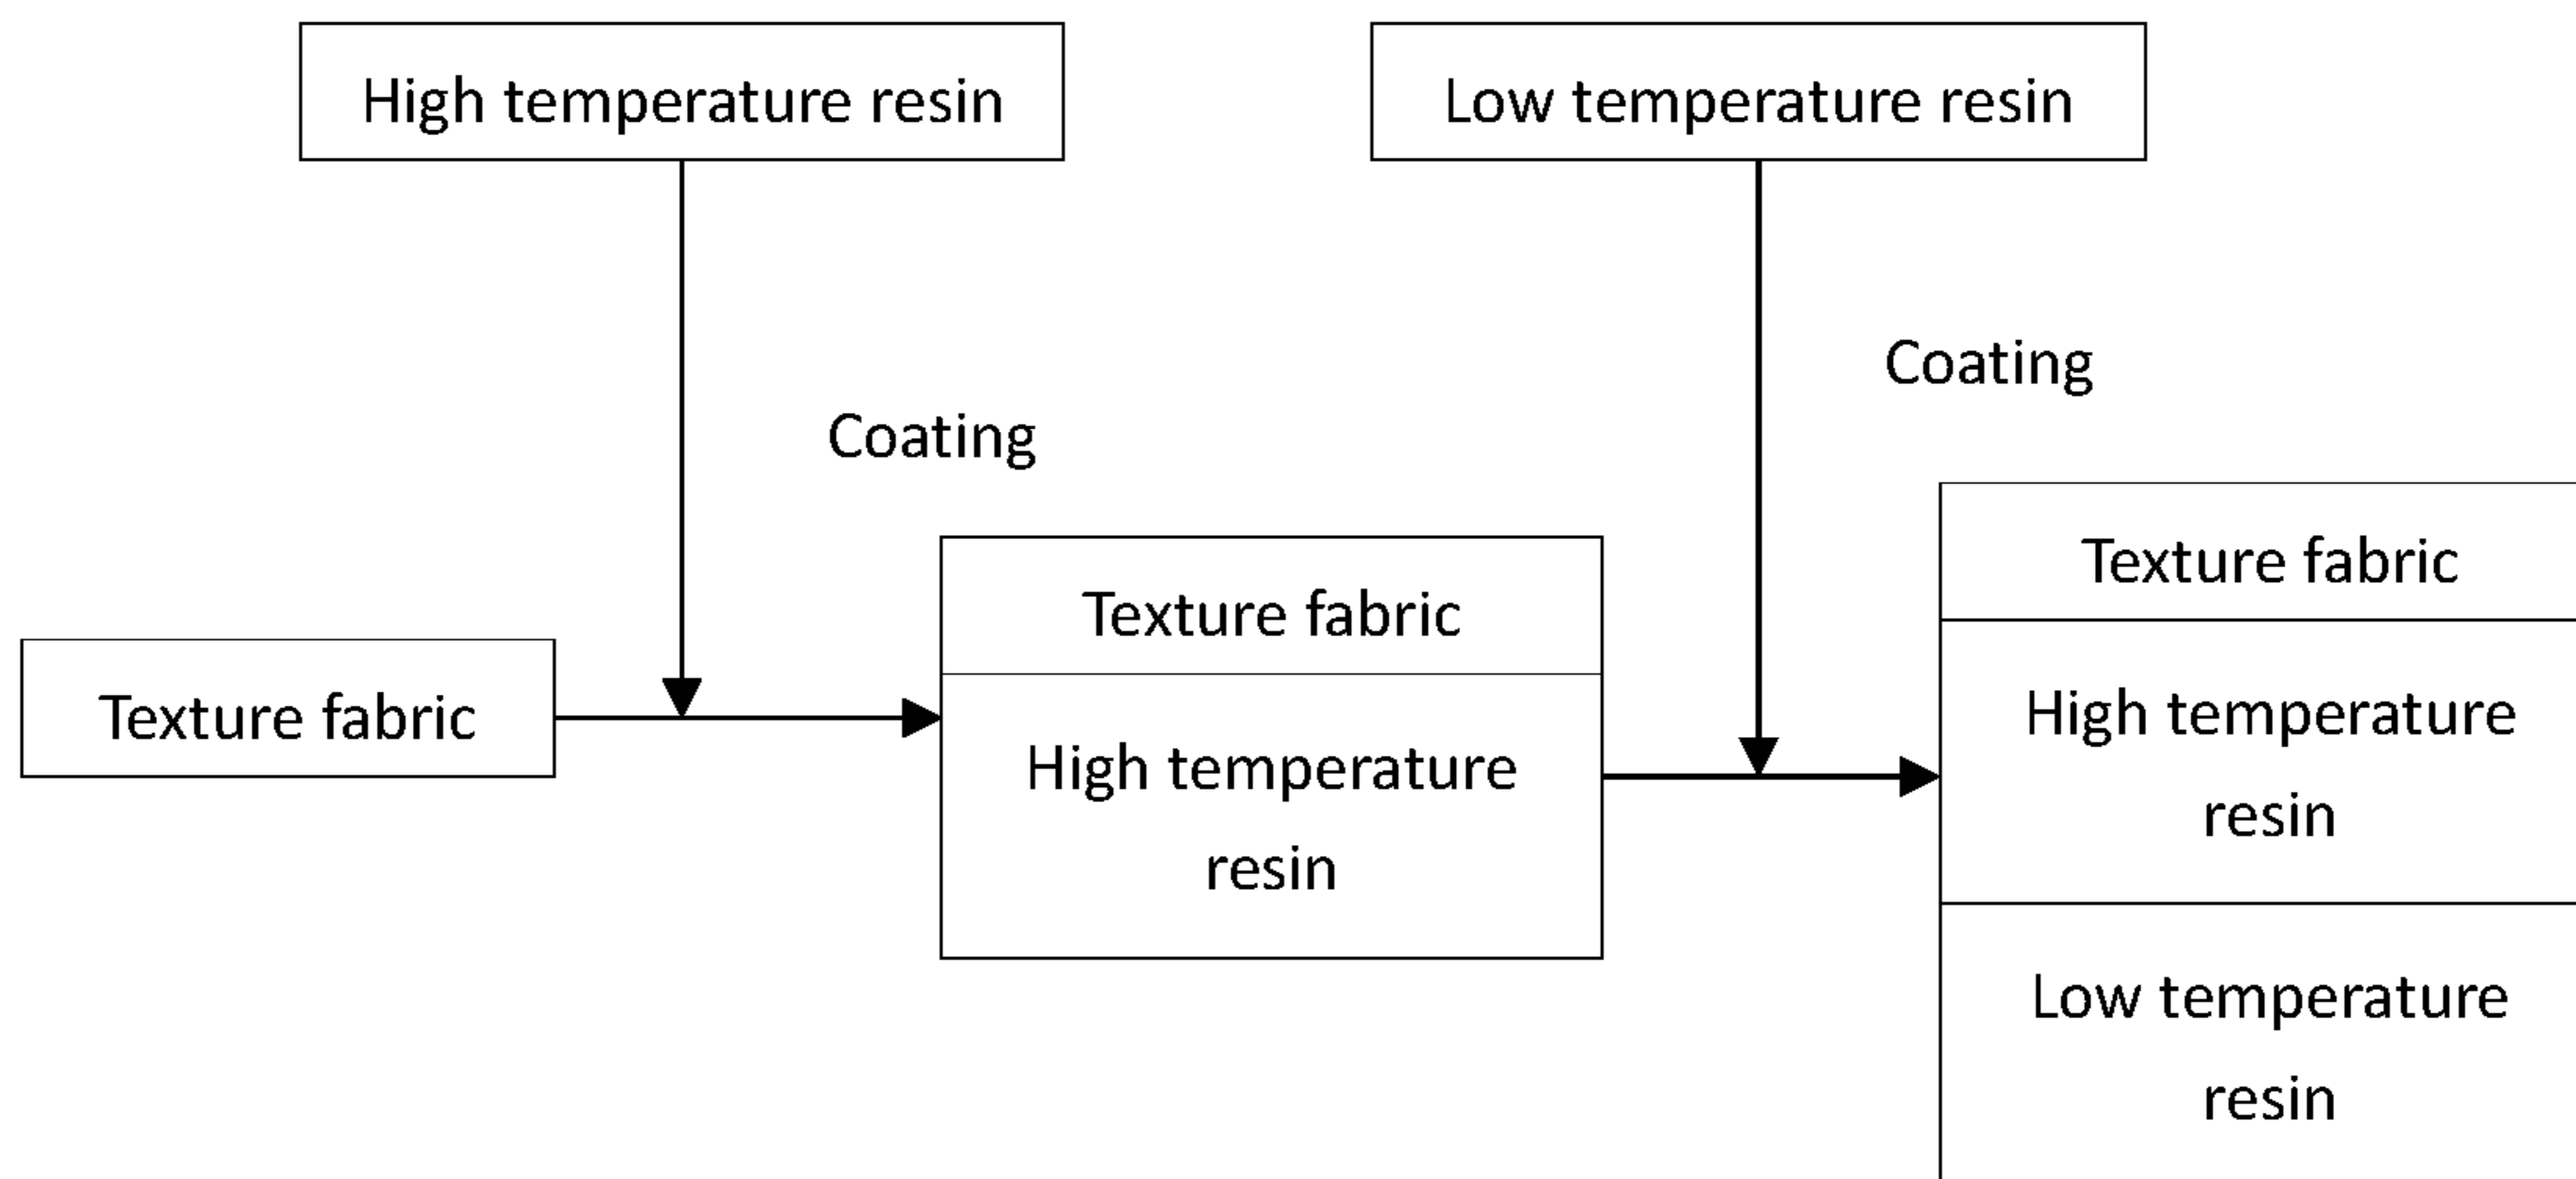 High temperature resin
Low temperature resin
Coating
Coating
Texture fabric
Texture fabric
High temperature
resin
Texture fabric
High temperature
resin
Low temperature
resin